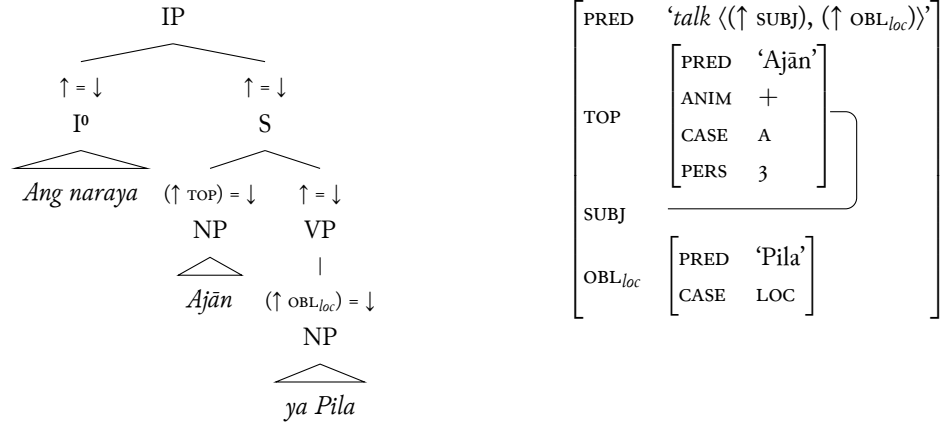 IP
↑ = ↓ ↑ = ↓
I⁰ S
Ang naraya (↑ TOP) = ↓ ↑ = ↓
NP VP
Ajān (↑ OBL_loc) = ↓
NP
ya Pila
PRED ‘talk ⟨(↑ SUBJ), (↑ OBL_loc)⟩’
TOP
PRED ‘Ajān’
ANIM +
CASE A
PERS 3
SUBJ
OBL_loc
PRED ‘Pila’
CASE LOC